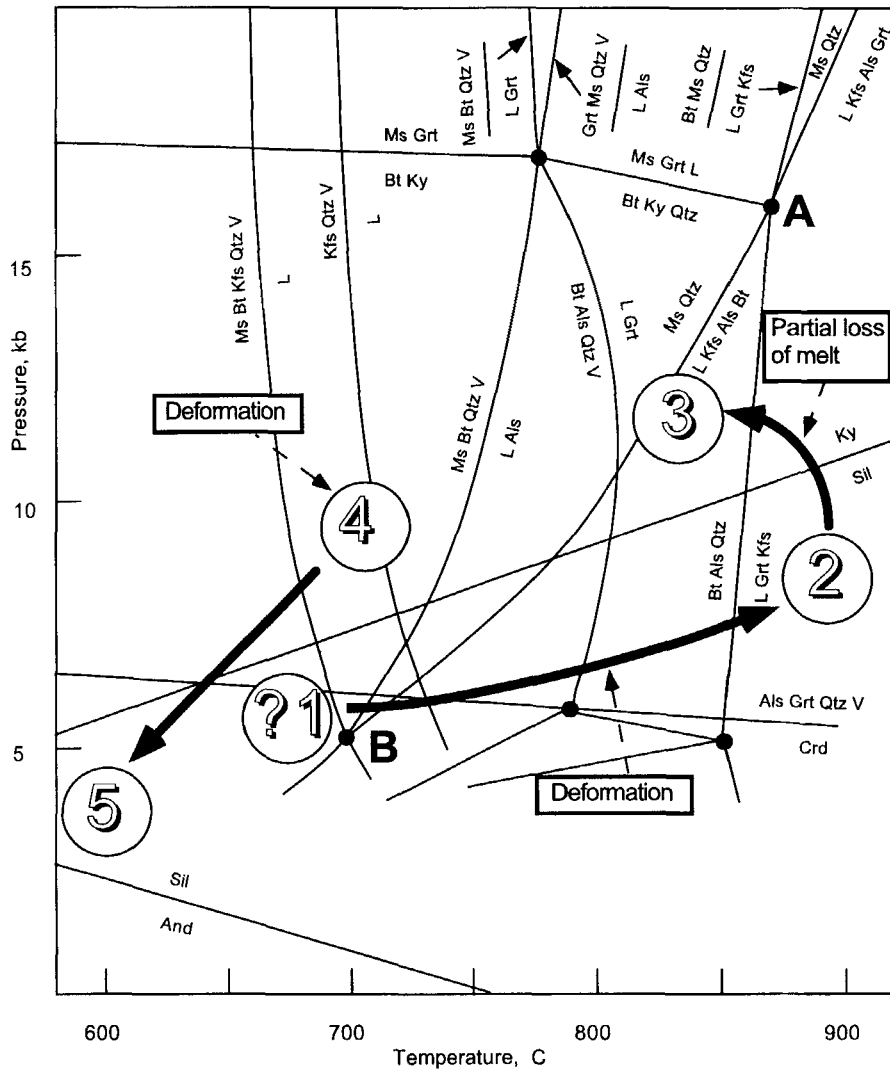 Ms Bt Qtz V
L Grt
Grt Ms Qtz V
L Als
Bt Ms Qtz
L Grt Kfs
Ms Qtz
L Kfs Als Grt
Ms Grt
Bt Ky
Ms Grt L
Bt Ky Qtz
A
Ms Bt Kfs Qtz V
L
Kfs Qtz V
L
Bt Als Qtz V
L Grt
Ms Qtz
L Kfs Als Bt
Partial loss
of melt
Deformation
Ms Bt Qtz V
L Als
3
Ky
Sil
4
Bt Als Qtz
L Grt Kfs
2
?1
B
Als Grt Qtz V
Crd
Deformation
5
Sil
And
15
10
5
Pressure, kb
600
700
800
900
Temperature, C